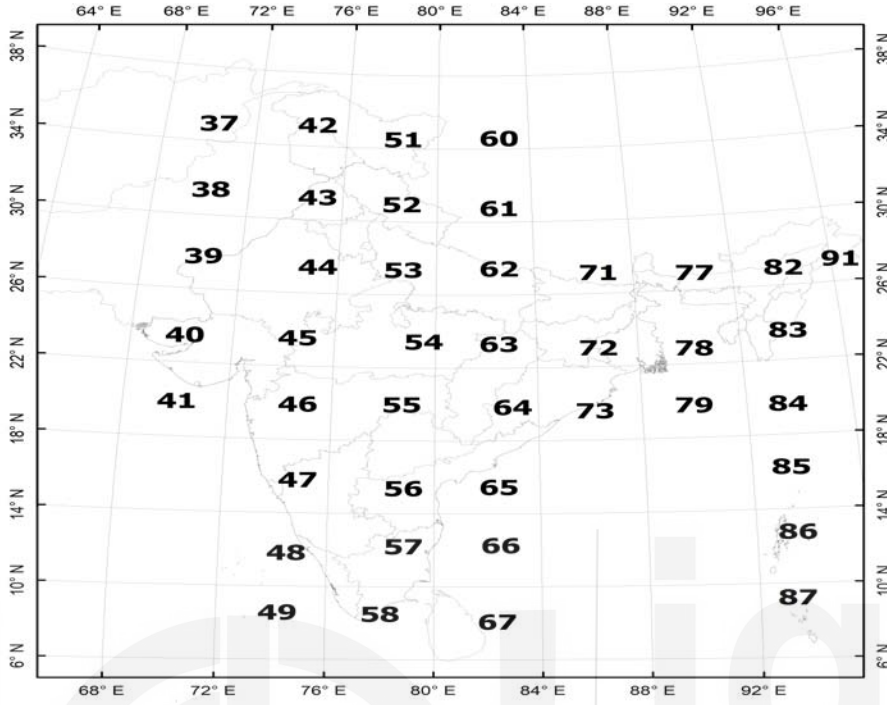 64° E 68° E 72° E 76° E 80° E 84° E 88° E 92° E 96° E
38° N 38° N
37 42 51 60
34° N 34° N
38 43 52 61
30° N 30° N
39 44 53 62 71 77 82 91
26° N 26° N
40 45 54 63 72 78 83
22° N 22° N
41 46 55 64 73 79 84
18° N 18° N
47 56 65 85
14° N 14° N
48 57 66 86
10° N 10° N
49 58 67 87
6° N 6° N
68° E 72° E 76° E 80° E 84° E 88° E 92° E